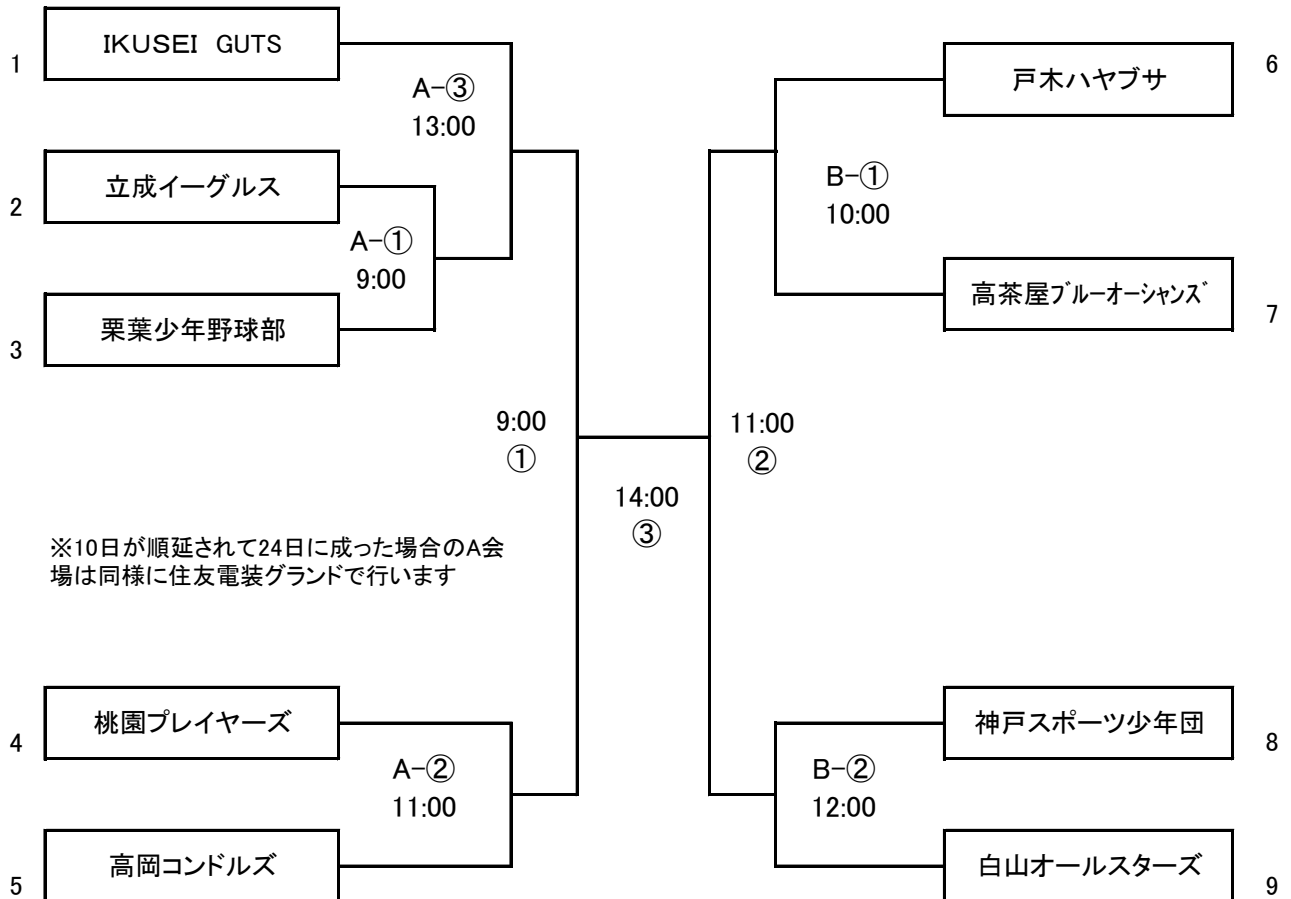 1
IKUSEI GUTS
A-③
13:00
2
立成イーグルス
A-①
9:00
3
栗葉少年野球部
9:00
①
※10日が順延されて24日に成った場合のA会
場は同様に住友電装グランドで行います
4
桃園プレイヤーズ
A-②
11:00
5
高岡コンドルズ
14:00
③
6
戸木ハヤブサ
B-①
10:00
7
高茶屋ブルーオーシャンズ
11:00
②
8
神戸スポーツ少年団
B-②
12:00
9
白山オールスターズ